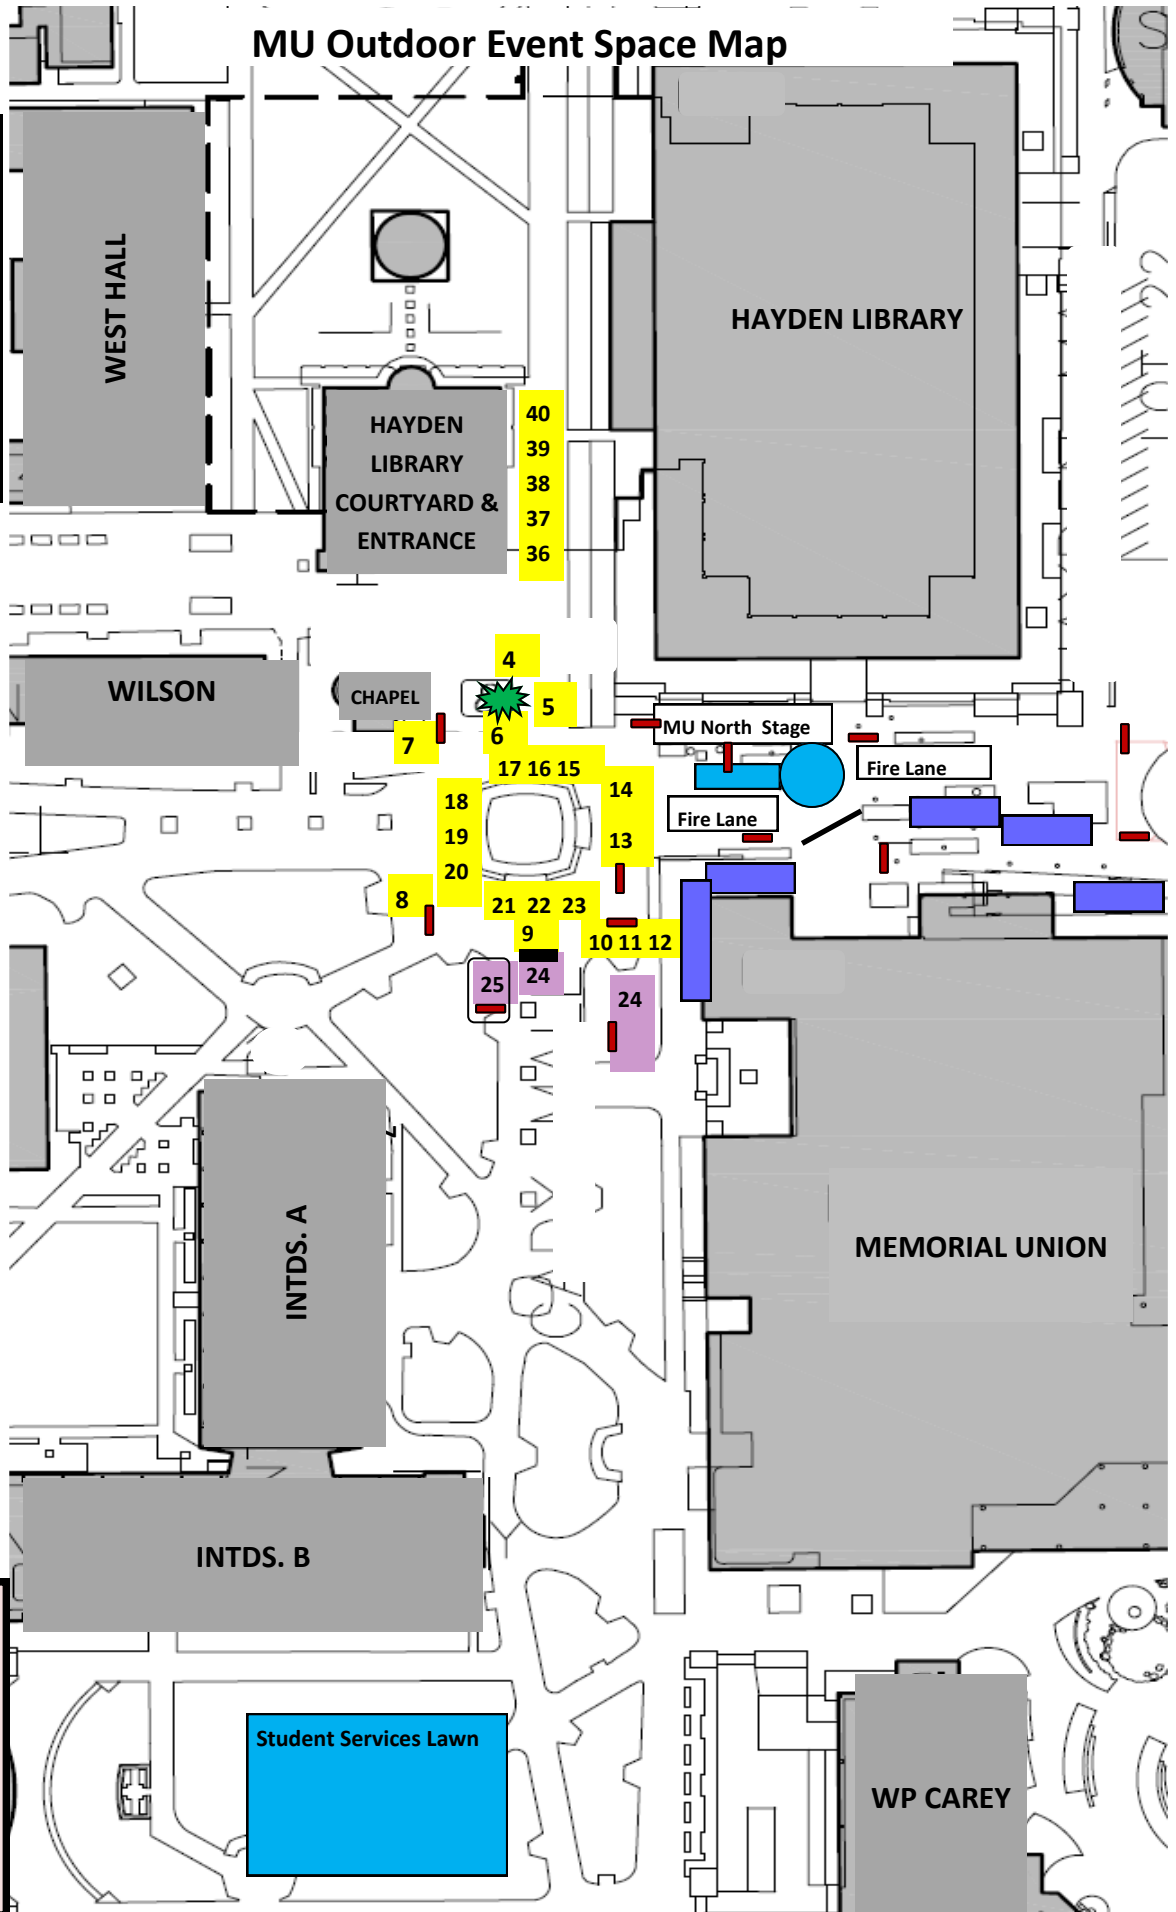 MU Outdoor Event Space Map
S
WEST HALL
HAYDEN LIBRARY
LOT 22
HAYDEN
LIBRARY
COURTYARD &
ENTRANCE
40
39
38
37
36
4
WILSON
CHAPEL
5
6
7
MU North Stage
Fire Lane
17 16 15
14
18
Fire Lane
19
13
20
8
21 22 23
9
10 11 12
24
25
24
INTDS. A
MEMORIAL UNION
INTDS. B
Student Services Lawn
WP CAREY